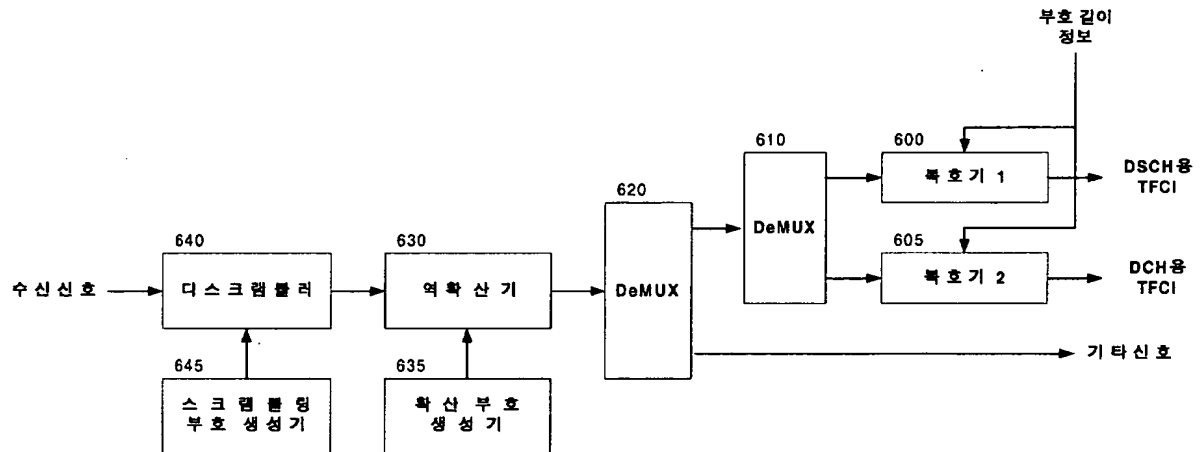 부호 길이
정보
610
600
복호기 1
DSCH용
TFCI
620
DeMUX
605
복호기 2
DCH용
TFCI
640
630
수신신호
디스크램블러
역확산기
DeMUX
기타신호
645
635
스크램블링
부호 생성기
확산부호
생성기